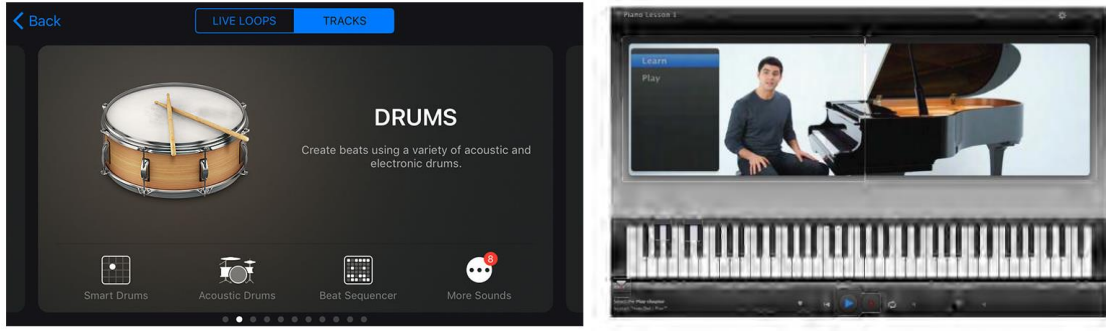 Back
LIVE LOOPS
TRACKS
DRUMS
Create beats using a variety of acoustic and
electronic drums.
Smart Drums
Acoustic Drums
Beat Sequencer
8
More Sounds
Piano Lesson 1
Learn
Play